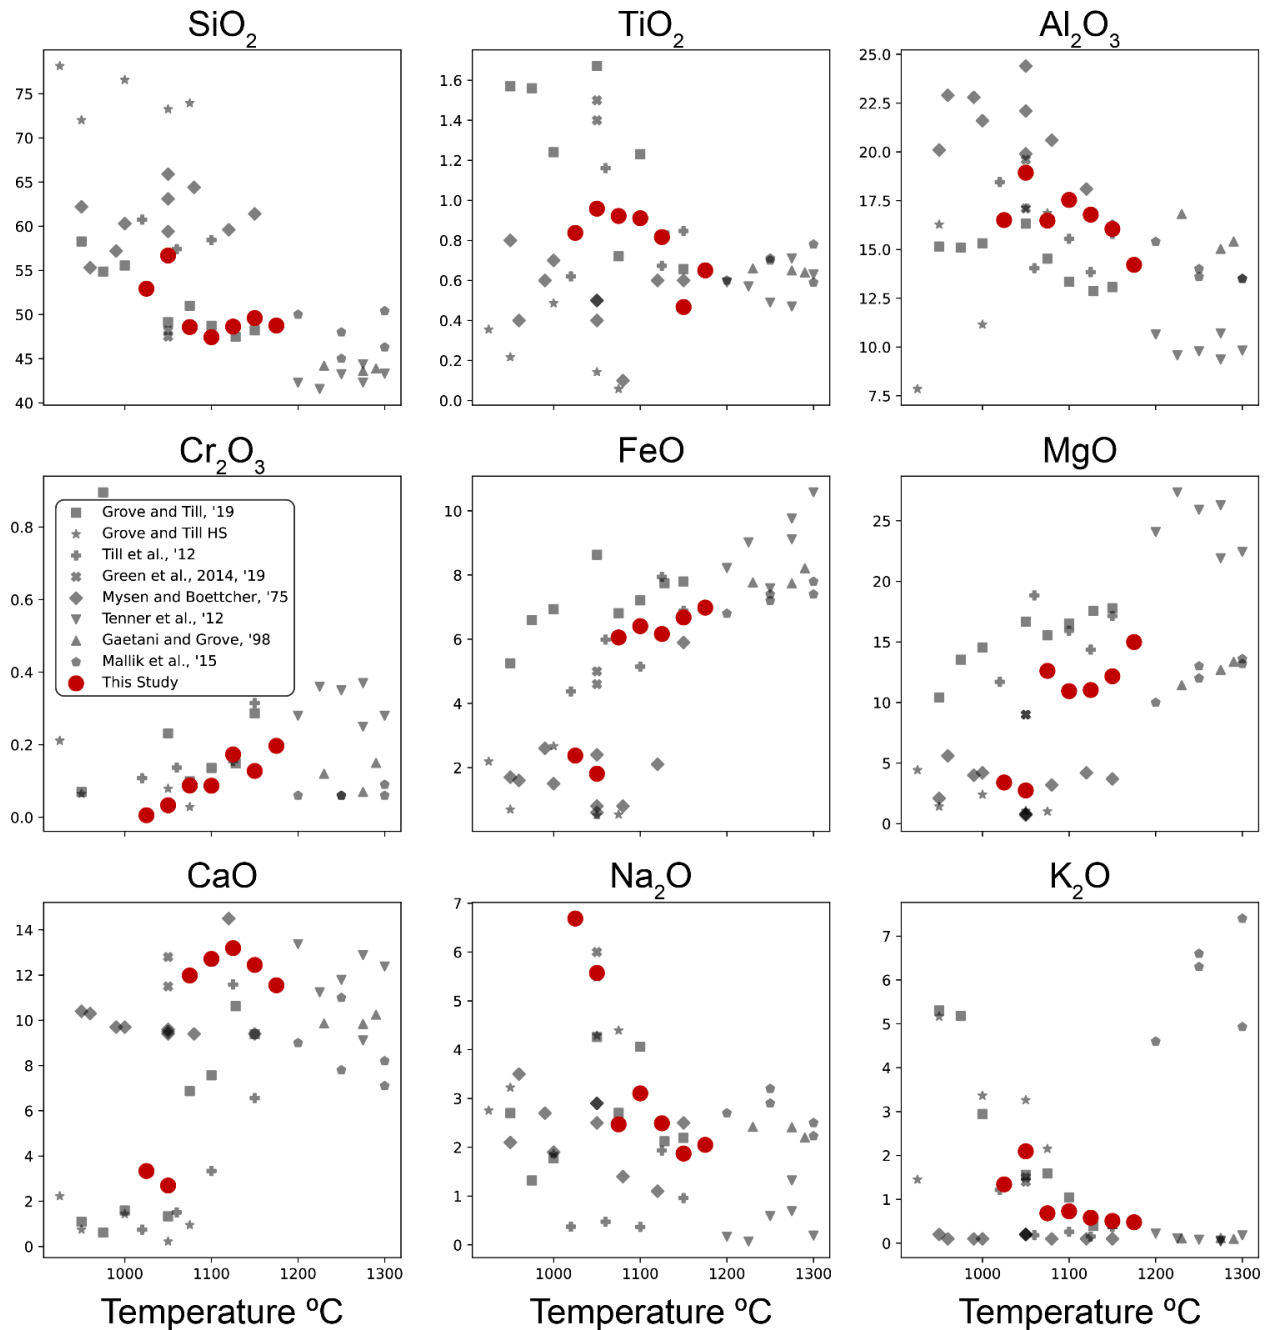 SiO2
TiO2
Al2O3
75
70
65
60
55
50
45
40
1.6
1.4
1.2
1.0
0.8
0.6
0.4
0.2
0.0
25.0
22.5
20.0
17.5
15.0
12.5
10.0
7.5
Cr2O3
FeO
MgO
0.8
0.6
0.4
0.2
0.0
Grove and Till, '19
Grove and Till HS
Till et al., '12
Green et al., 2014, '19
Mysen and Boettcher, '75
Tenner et al., '12
Gaetani and Grove, '98
Mallik et al., '15
This Study
10
8
6
4
2
25
20
15
10
5
0
CaO
Na2O
K2O
14
12
10
8
6
4
2
0
7
6
5
4
3
2
1
0
7
6
5
4
3
2
1
0
1000 1100 1200 1300
1000 1100 1200 1300
1000 1100 1200 1300
Temperature ºC
Temperature ºC
Temperature ºC